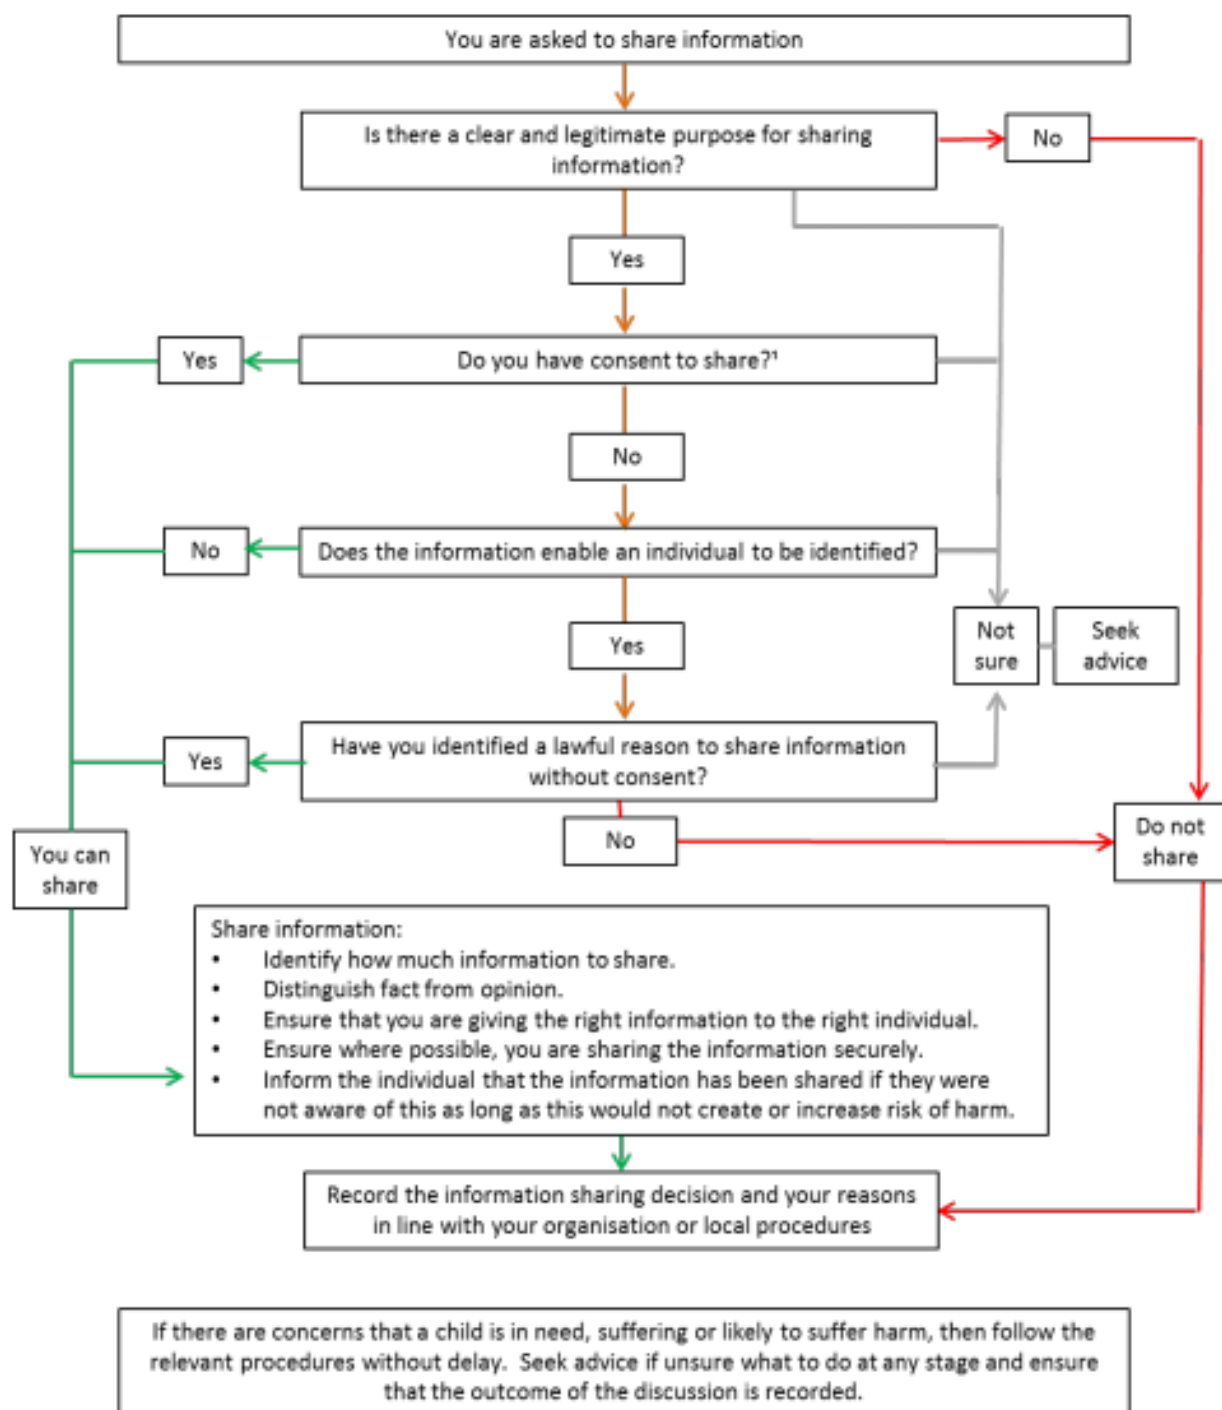 You are asked to share information
Is there a clear and legitimate purpose for sharing
information?
No
Yes
Yes
Do you have consent to share?¹
No
No
Does the information enable an individual to be identified?
Yes
Not
sure
Seek
advice
Yes
Have you identified a lawful reason to share information
without consent?
No
Do not
share
You can
share
Share information:
• Identify how much information to share.
• Distinguish fact from opinion.
• Ensure that you are giving the right information to the right individual.
• Ensure where possible, you are sharing the information securely.
• Inform the individual that the information has been shared if they were
not aware of this as long as this would not create or increase risk of harm.
Record the information sharing decision and your reasons
in line with your organisation or local procedures
If there are concerns that a child is in need, suffering or likely to suffer harm, then follow the
relevant procedures without delay. Seek advice if unsure what to do at any stage and ensure
that the outcome of the discussion is recorded.